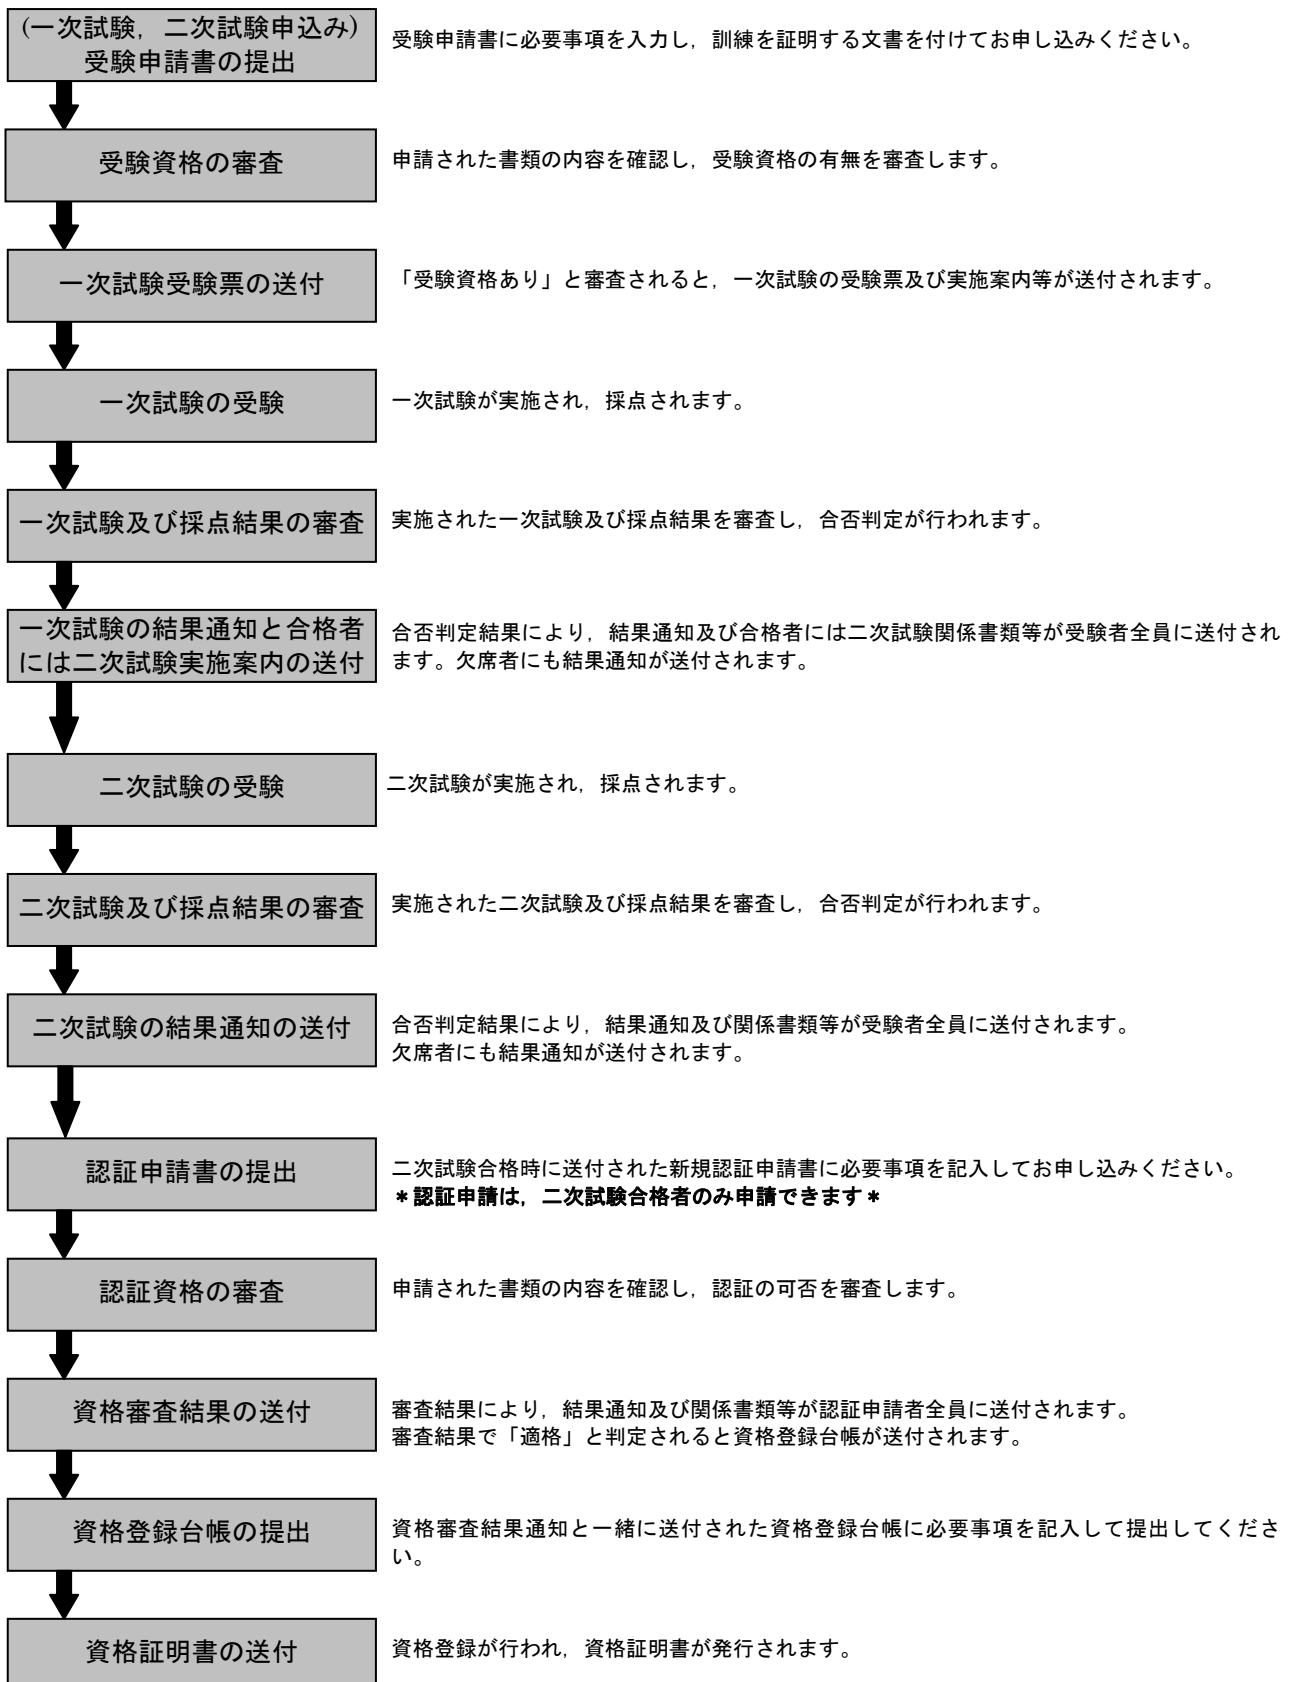 (一次試験，二次試験申込み)
受験申請書の提出
受験申請書に必要事項を入力し，訓練を証明する文書を付けてお申し込みください。
受験資格の審査
申請された書類の内容を確認し，受験資格の有無を審査します。
一次試験受験票の送付
「受験資格あり」と審査されると，一次試験の受験票及び実施案内等が送付されます。
一次試験の受験
一次試験が実施され，採点されます。
一次試験及び採点結果の審査
実施された一次試験及び採点結果を審査し，合否判定が行われます。
一次試験の結果通知と合格者
には二次試験実施案内の送付
合否判定結果により，結果通知及び合格者には二次試験関係書類等が受験者全員に送付され
ます。欠席者にも結果通知が送付されます。
二次試験の受験
二次試験が実施され，採点されます。
二次試験及び採点結果の審査
実施された二次試験及び採点結果を審査し，合否判定が行われます。
二次試験の結果通知の送付
合否判定結果により，結果通知及び関係書類等が受験者全員に送付されます。
欠席者にも結果通知が送付されます。
認証申請書の提出
二次試験合格時に送付された新規認証申請書に必要事項を記入してお申し込みください。
＊認証申請は，二次試験合格者のみ申請できます＊
認証資格の審査
申請された書類の内容を確認し，認証の可否を審査します。
資格審査結果の送付
審査結果により，結果通知及び関係書類等が認証申請者全員に送付されます。
審査結果で「適格」と判定されると資格登録台帳が送付されます。
資格登録台帳の提出
資格審査結果通知と一緒に送付された資格登録台帳に必要事項を記入して提出してくださ
い。
資格証明書の送付
資格登録が行われ，資格証明書が発行されます。